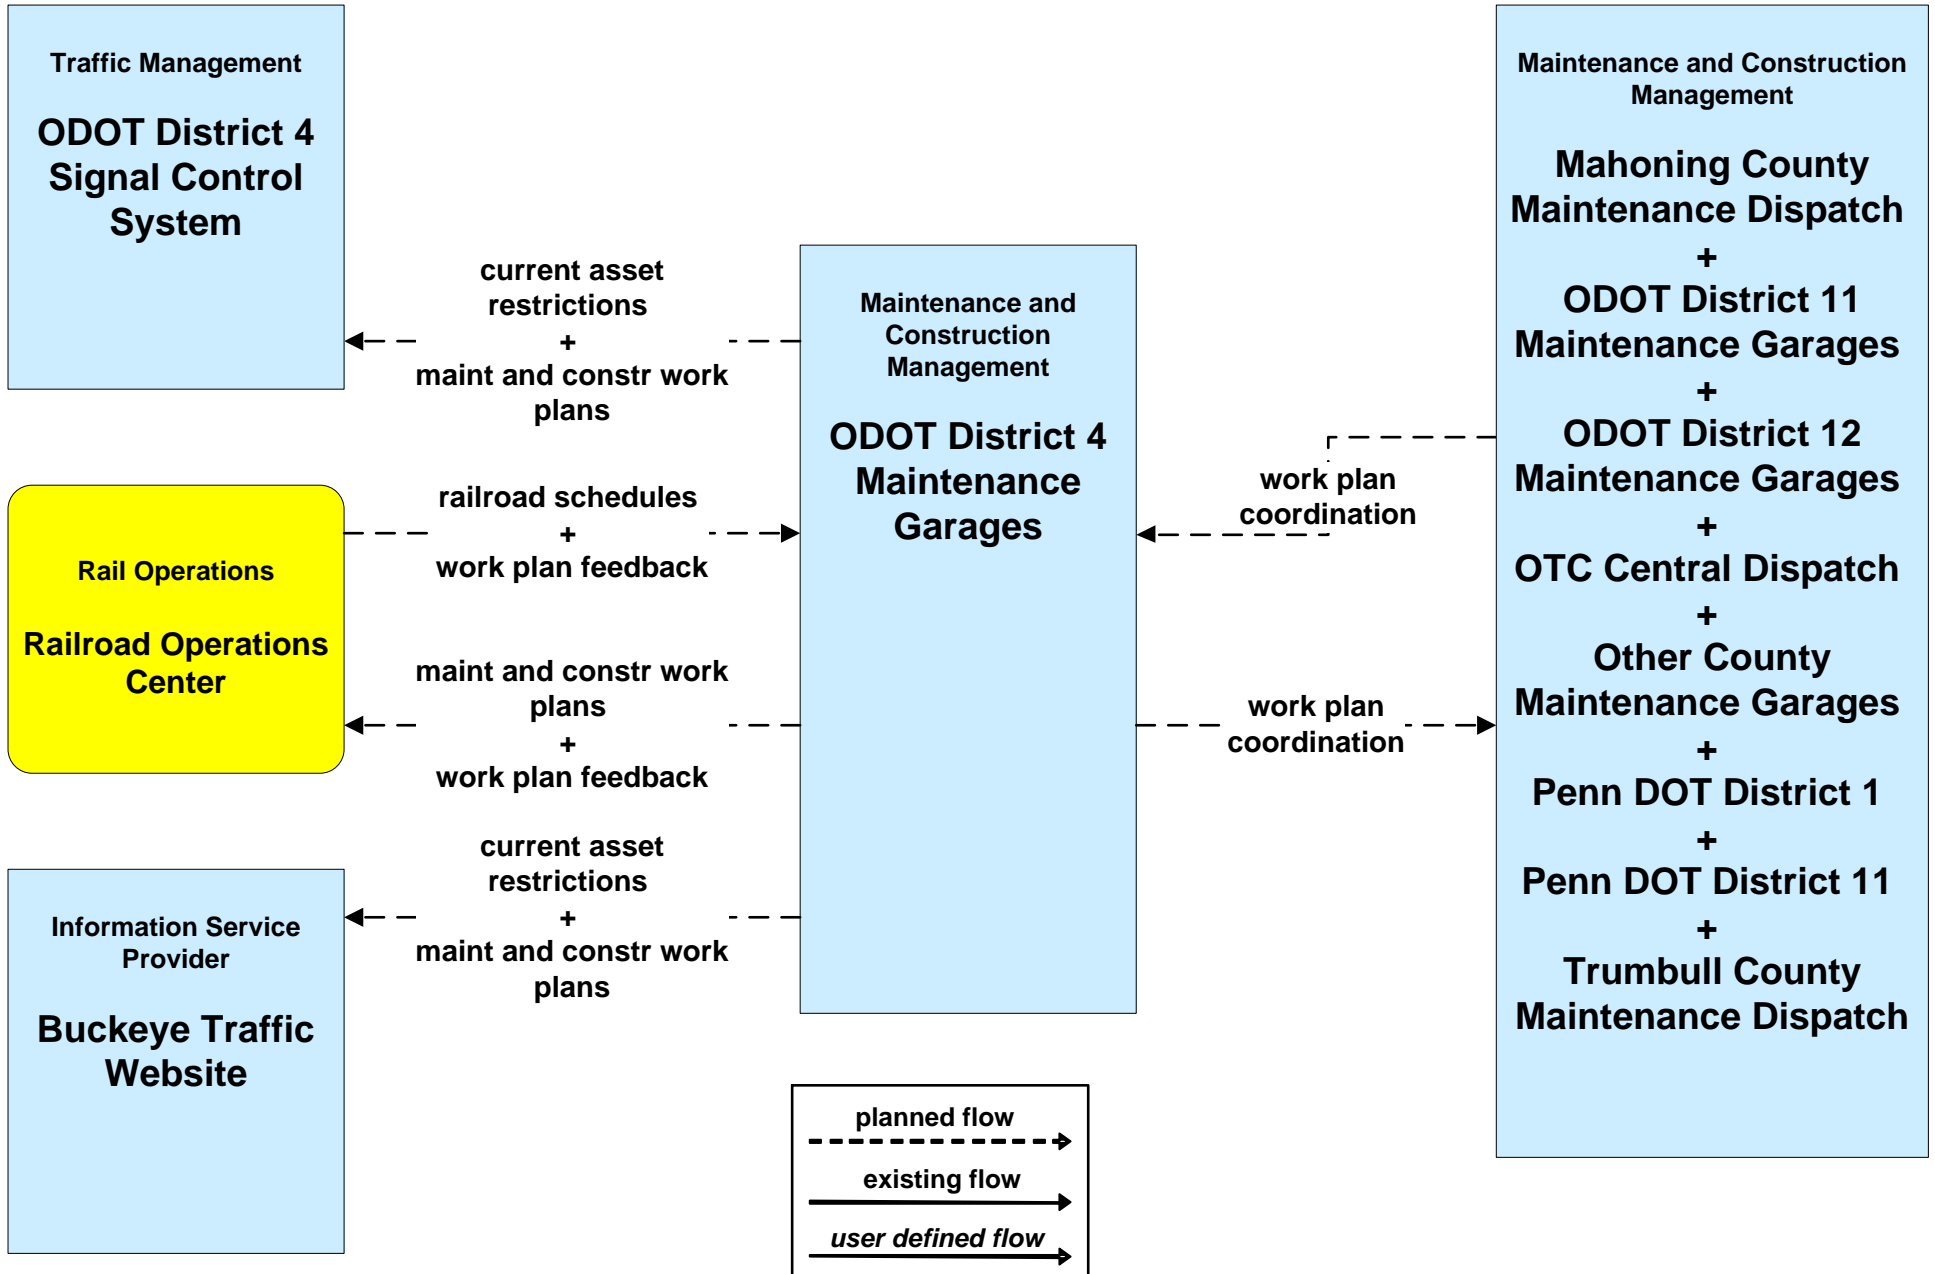 Traffic Management
ODOT District 4
Signal Control
System
Rail Operations
Railroad Operations
Center
Information Service
Provider
Buckeye Traffic
Website
current asset
restrictions
+
maint and constr work
plans
railroad schedules
+
work plan feedback
maint and constr work
plans
+
work plan feedback
current asset
restrictions
+
maint and constr work
plans
Maintenance and
Construction
Management
ODOT District 4
Maintenance
Garages
work plan
coordination
work plan
coordination
Maintenance and Construction
Management
Mahoning County
Maintenance Dispatch
+
ODOT District 11
Maintenance Garages
+
ODOT District 12
Maintenance Garages
+
OTC Central Dispatch
+
Other County
Maintenance Garages
+
Penn DOT District 1
+
Penn DOT District 11
+
Trumbull County
Maintenance Dispatch
planned flow
existing flow
user defined flow